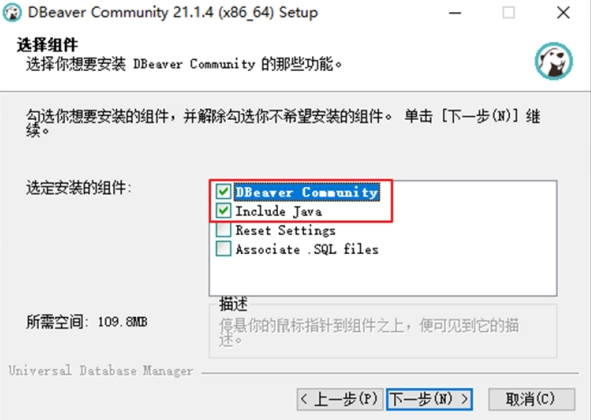 DBeaver Community 21.1.4 (x86_64) Setup
选择组件
选择你想要安装 DBeaver Community 的那些功能。
勾选你想要安装的组件，并解除勾选你不希望安装的组件。 单击 [下一步(N)] 继
续。
选定安装的组件:
DBeaver Community
Include Java
Reset Settings
Associate .SQL files
描述
所需空间: 109.8MB
停悬你的鼠标指针到组件之上，便可见到它的描
述。
Universal Database Manager
< 上一步(P)
下一步(N) >
取消(C)